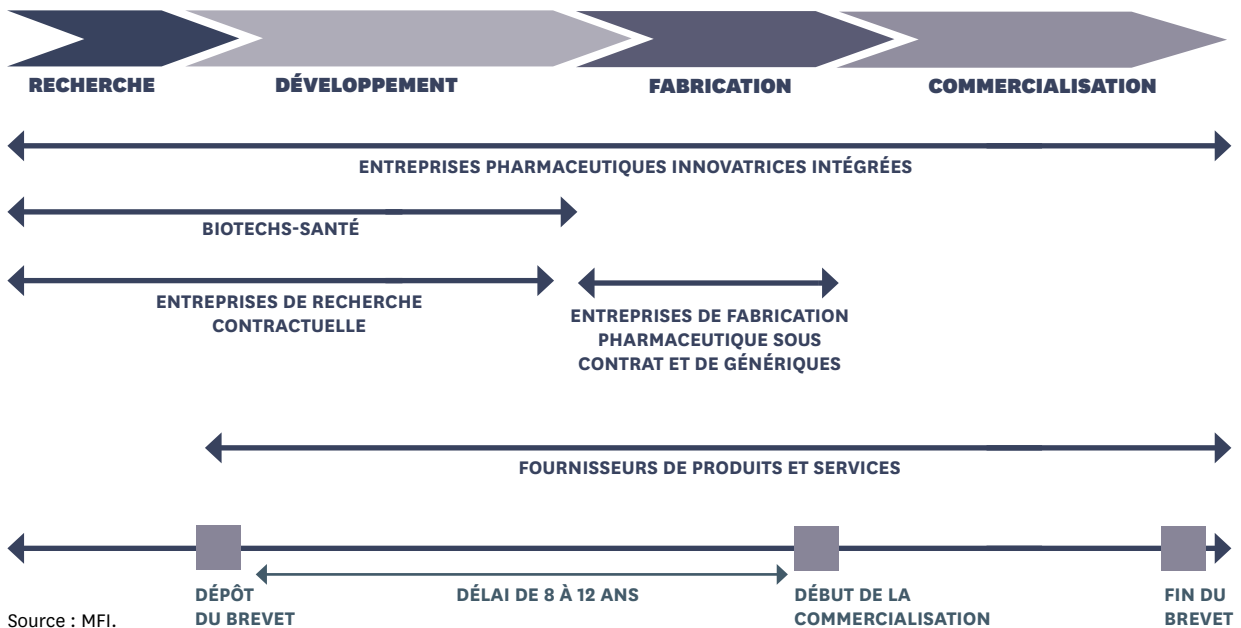 RECHERCHE
DÉVELOPPEMENT
FABRICATION
COMMERCIALISATION
ENTREPRISES PHARMACEUTIQUES INNOVATRICES INTÉGRÉES
BIOTECHS-SANTÉ
ENTREPRISES DE RECHERCHE
CONTRACTUELLE
ENTREPRISES DE FABRICATION
PHARMACEUTIQUE SOUS
CONTRAT ET DE GÉNÉRIQUES
FOURNISSEURS DE PRODUITS ET SERVICES
DÉPÔT
DU BREVET
DÉLAI DE 8 À 12 ANS
DÉBUT DE LA
COMMERCIALISATION
FIN DU
BREVET
Source : MFI.